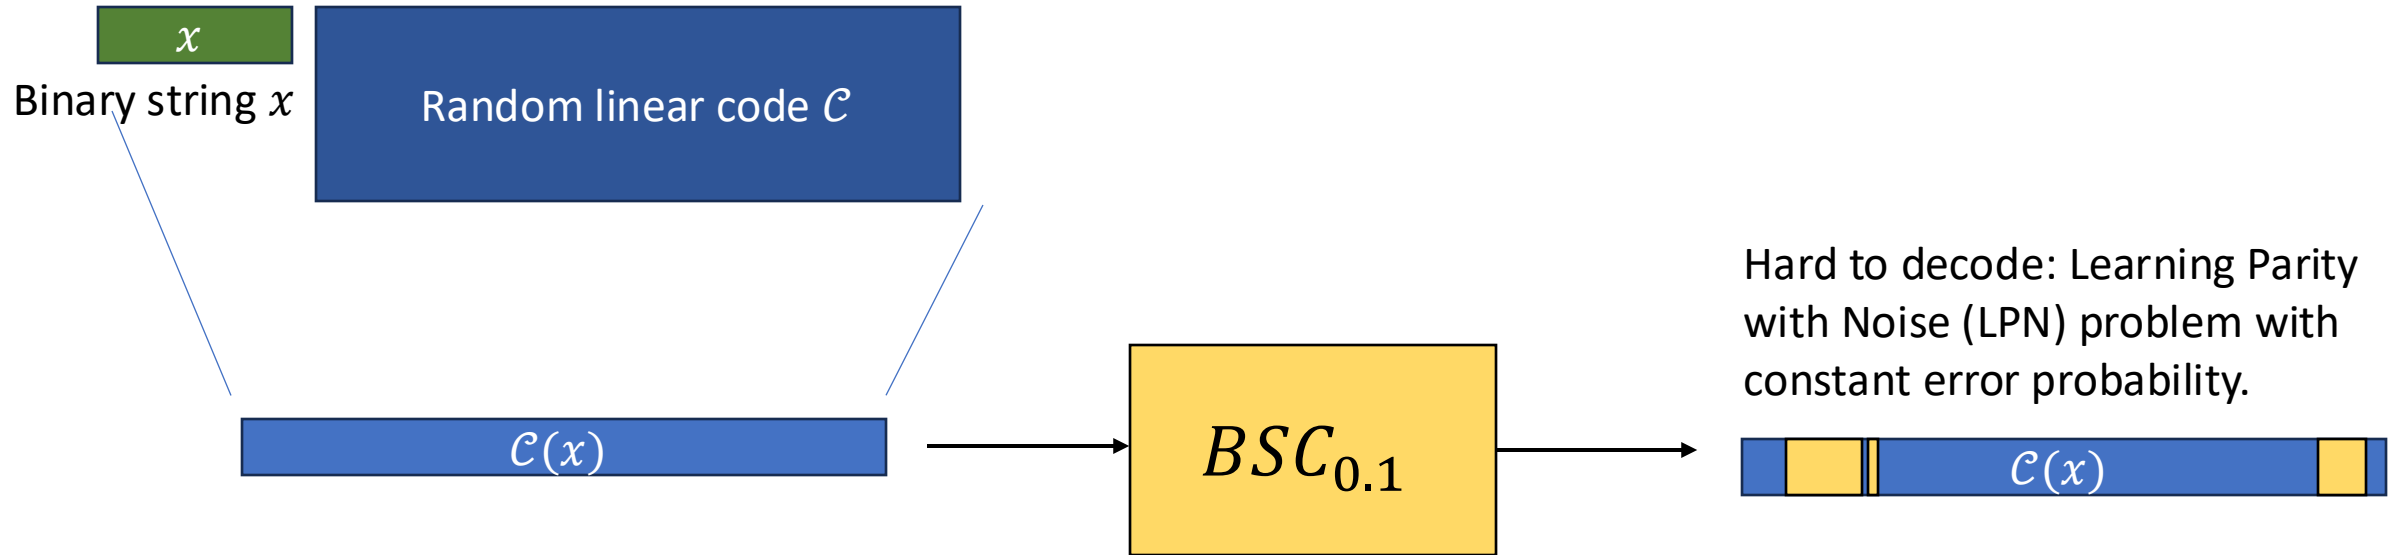 x
Binary string x
Random linear code 𝒞
𝒞(x)
BSC₀.₁
Hard to decode: Learning Parity
with Noise (LPN) problem with
constant error probability.
𝒞(x)